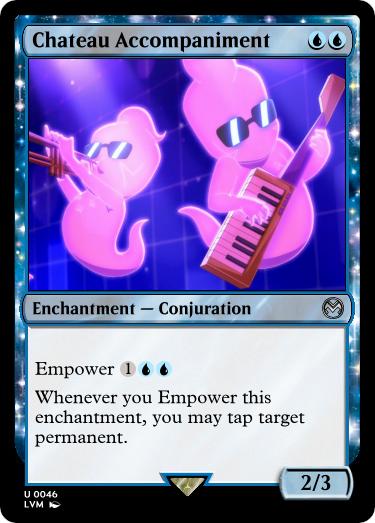 Chateau Accompaniment
Enchantment — Conjuration
Empower 1
Whenever you Empower this
enchantment, you may tap target
permanent.
2/3
U 0046
LVM